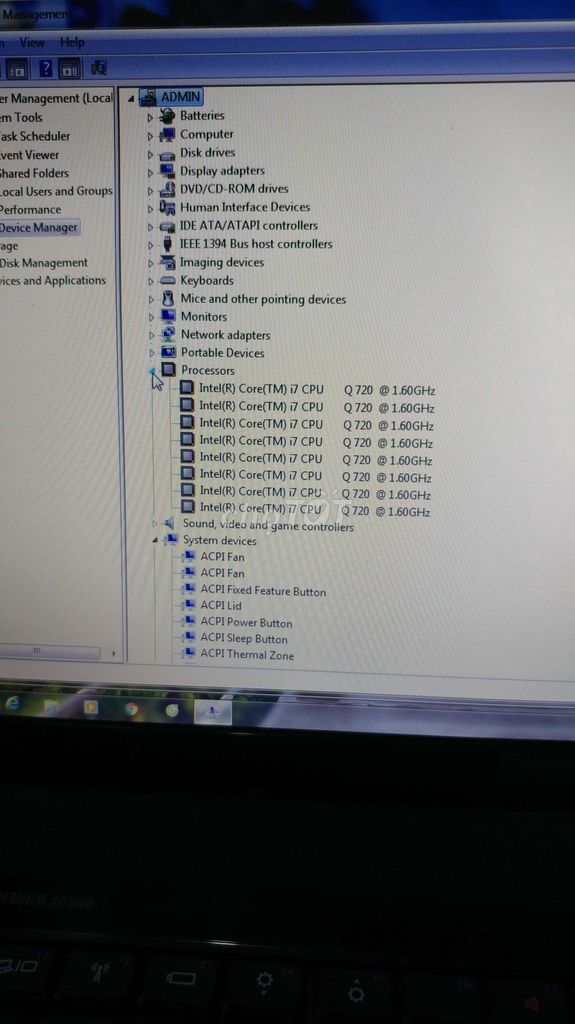 Management
View Help
er Management (Local
em Tools
Task Scheduler
Event Viewer
Shared Folders
Local Users and Groups
Performance
Device Manager
age
Disk Management
vices and Applications
ADMIN
Batteries
Computer
Disk drives
Display adapters
DVD/CD-ROM drives
Human Interface Devices
IDE ATA/ATAPI controllers
IEEE 1394 Bus host controllers
Imaging devices
Keyboards
Mice and other pointing devices
Monitors
Network adapters
Portable Devices
Processors
Intel(R) Core(TM) i7 CPU Q 720 @ 1.60GHz
Intel(R) Core(TM) i7 CPU Q 720 @ 1.60GHz
Intel(R) Core(TM) i7 CPU Q 720 @ 1.60GHz
Intel(R) Core(TM) i7 CPU Q 720 @ 1.60GHz
Intel(R) Core(TM) i7 CPU Q 720 @ 1.60GHz
Intel(R) Core(TM) i7 CPU Q 720 @ 1.60GHz
Intel(R) Core(TM) i7 CPU Q 720 @ 1.60GHz
Intel(R) Core(TM) i7 CPU Q 720 @ 1.60GHz
Sound, video and game controllers
System devices
ACPI Fan
ACPI Fan
ACPI Fixed Feature Button
ACPI Lid
ACPI Power Button
ACPI Sleep Button
ACPI Thermal Zone
chợTỐT
PREMIUM SOUND